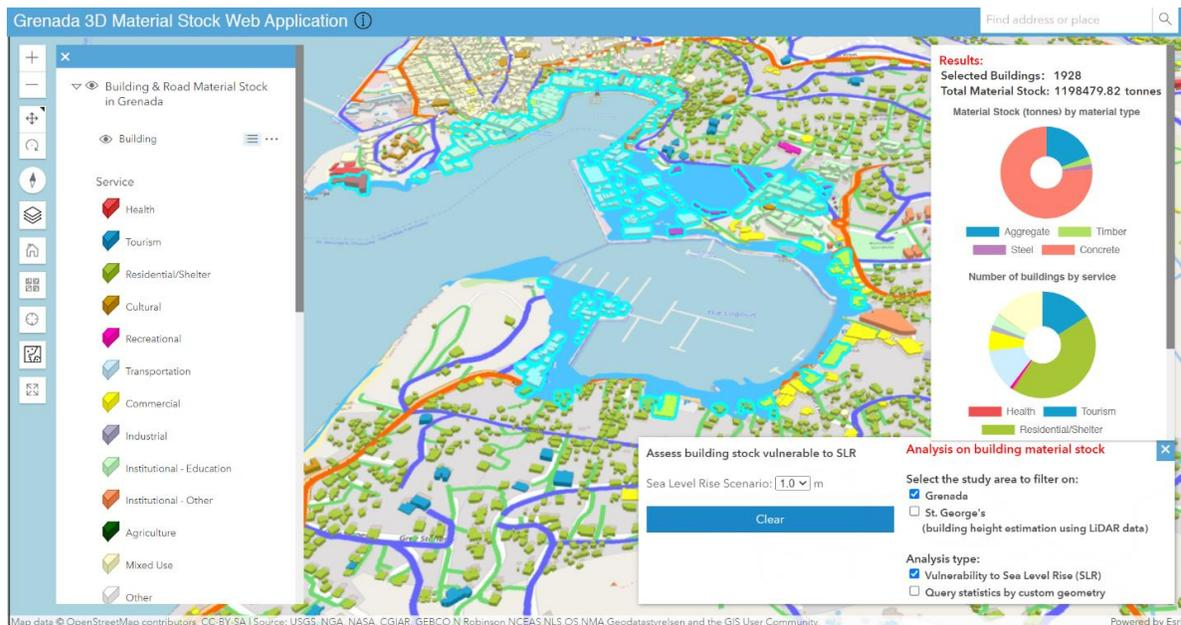 Grenada 3D Material Stock Web Application
Find address or place
Building & Road Material Stock
in Grenada
Building
Service
Health
Tourism
Residential/Shelter
Cultural
Recreational
Transportation
Commercial
Industrial
Institutional - Education
Institutional - Other
Agriculture
Mixed Use
Other
Results:
Selected Buildings: 1928
Total Material Stock: 1198479.82 tonnes
Material Stock (tonnes) by material type
Aggregate Timber
Steel Concrete
Number of buildings by service
Health Tourism
Residential/Shelter
Assess building stock vulnerable to SLR
Sea Level Rise Scenario: 1.0 m
Clear
Analysis on building material stock
Select the study area to filter on:
Grenada
St. George's
(building height estimation using LiDAR data)
Analysis type:
Vulnerability to Sea Level Rise (SLR)
Query statistics by custom geometry
Map data © OpenStreetMap contributors, CC-BY-SA | Source: USGS, NGA, NASA, CGIAR, GEBCO,N Robinson,NCEAS,NLS,OS,NMA,Geodatastyrelsen and the GIS User Community
Powered by Esri